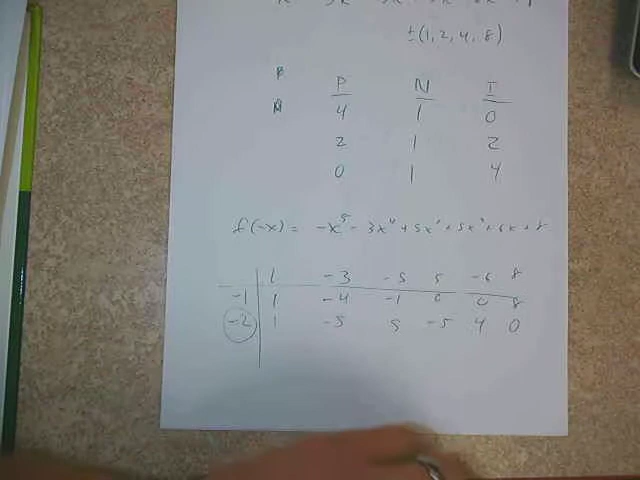 ±(1, 2, 4, 8)
P N I
4 1 0
2 1 2
0 1 4
f(-x) = -x⁵ - 3x⁴ + 5x³ + 5x² + 6x + 8
1 -3 -5 5 -6 8
-1 1 -4 -1 6 0 8
-2 1 -5 5 -5 4 0